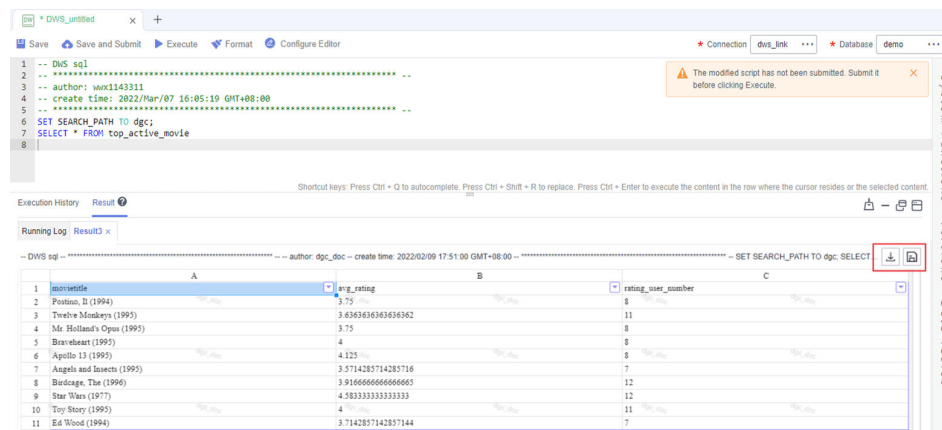 DW * DWS_untitled × +
Save Save and Submit Execute Format Configure Editor * Connection dws_link ··· * Database demo ···
1 -- DWS sql
2 -- ********************************************************************** --
3 -- author: wwx1143311
4 -- create time: 2022/Mar/07 16:05:19 GMT+08:00
5 -- ********************************************************************** --
6 SET SEARCH_PATH TO dgc;
7 SELECT * FROM top_active_movie
8
The modified script has not been submitted. Submit it
before clicking Execute.
Shortcut keys: Press Ctrl + Q to autocomplete. Press Ctrl + Shift + R to replace. Press Ctrl + Enter to execute the content in the row where the cursor resides or the selected content.
Execution History Result ?
Running Log Result3 ×
-- DWS sql -- ********************************************************************** -- -- author: dgc_doc -- create time: 2022/02/09 17:51:00 GMT+08:00 -- ********************************************************************** -- SET SEARCH_PATH TO dgc; SELECT...
A B C
1 movietitle avg_rating rating_user_number
2 Postino, Il (1994) 3.75 8
3 Twelve Monkeys (1995) 3.6363636363636362 11
4 Mr. Holland's Opus (1995) 3.75 8
5 Braveheart (1995) 4 8
6 Apollo 13 (1995) 4.125 8
7 Angels and Insects (1995) 3.5714285714285716 7
8 Birdcage, The (1996) 3.9166666666666665 12
9 Star Wars (1977) 4.583333333333333 12
10 Toy Story (1995) 4 11
11 Ed Wood (1994) 3.7142857142857144 7